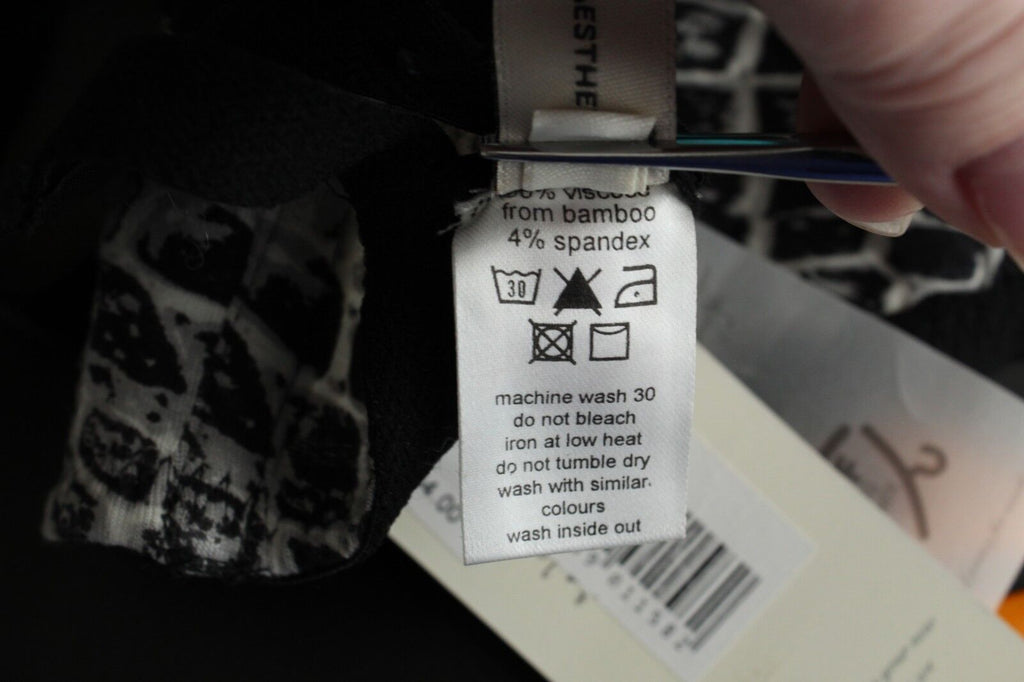 AESTHE
from bamboo
4% spandex
30
machine wash 30
do not bleach
iron at low heat
do not tumble dry
wash with similar
colours
wash inside out